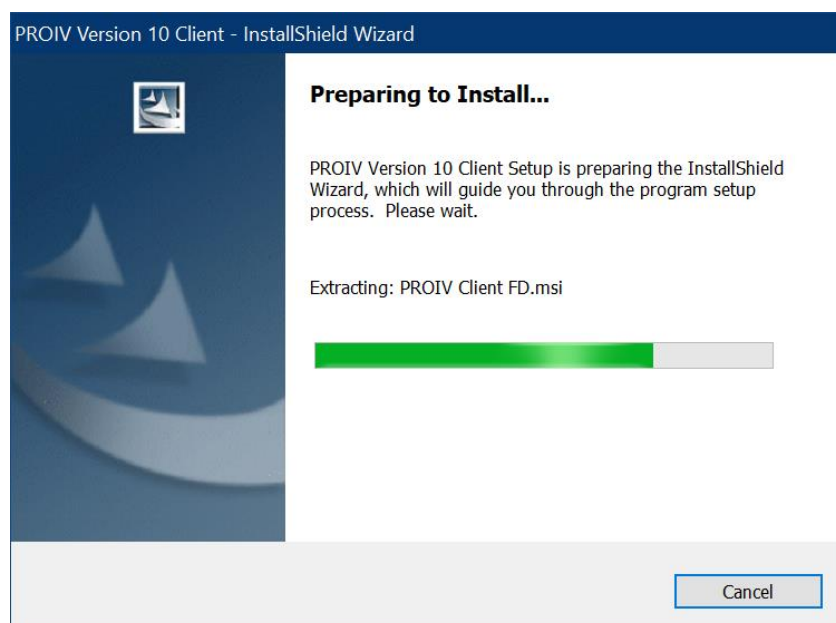 PROIV Version 10 Client - InstallShield Wizard
Preparing to Install...
PROIV Version 10 Client Setup is preparing the InstallShield
Wizard, which will guide you through the program setup
process.  Please wait.
Extracting: PROIV Client FD.msi
Cancel